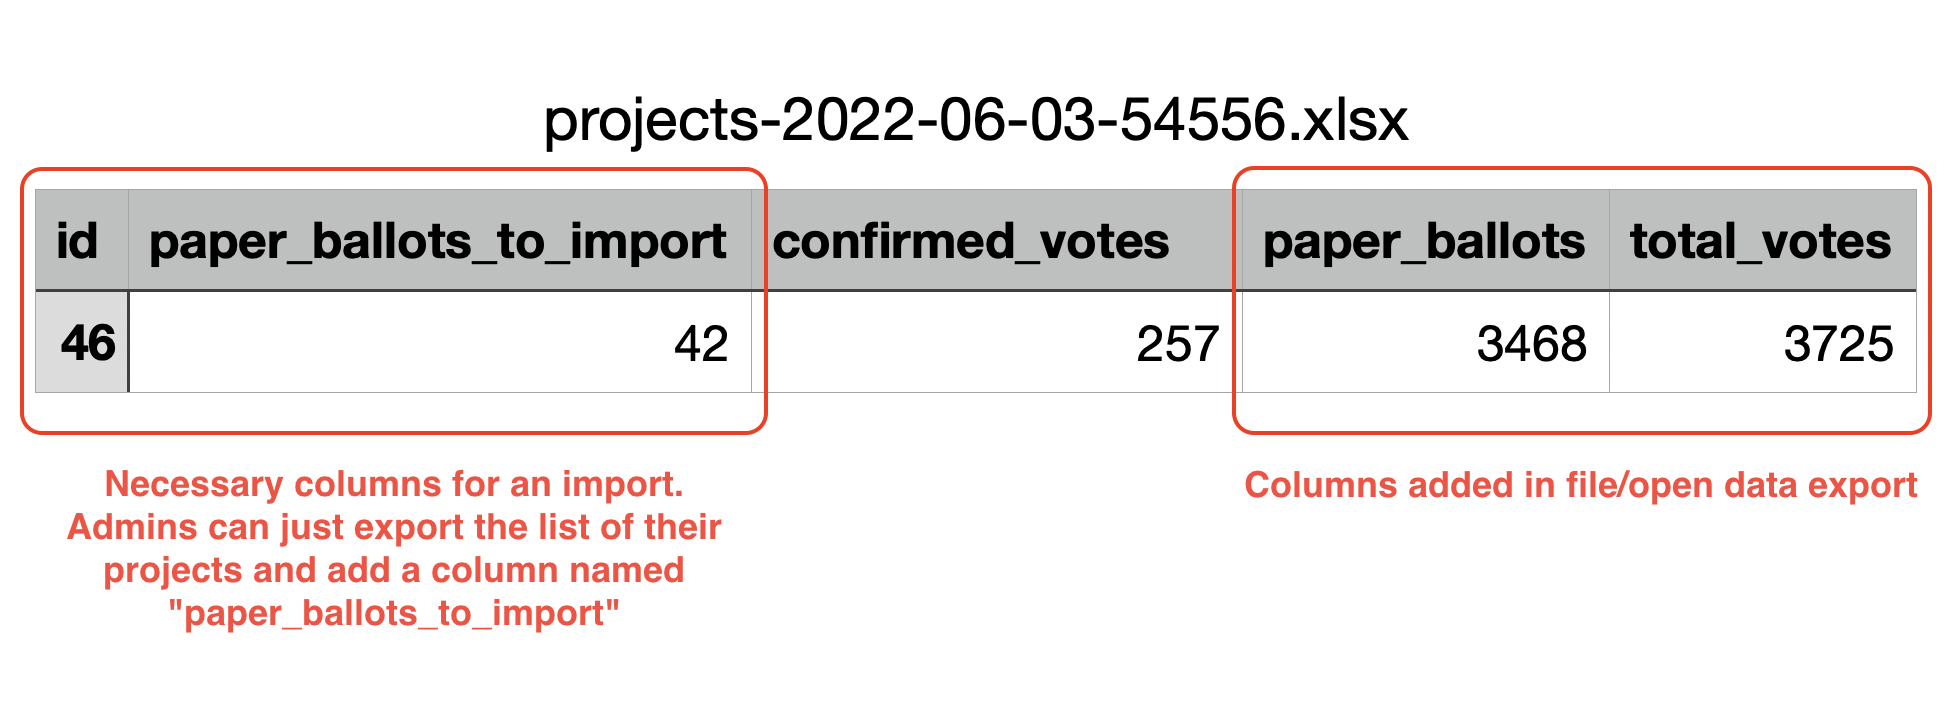 projects-2022-06-03-54556.xlsx
id paper_ballots_to_import confirmed_votes paper_ballots total_votes
46 42 257 3468 3725
Necessary columns for an import.
Admins can just export the list of their
projects and add a column named
"paper_ballots_to_import"
Columns added in file/open data export